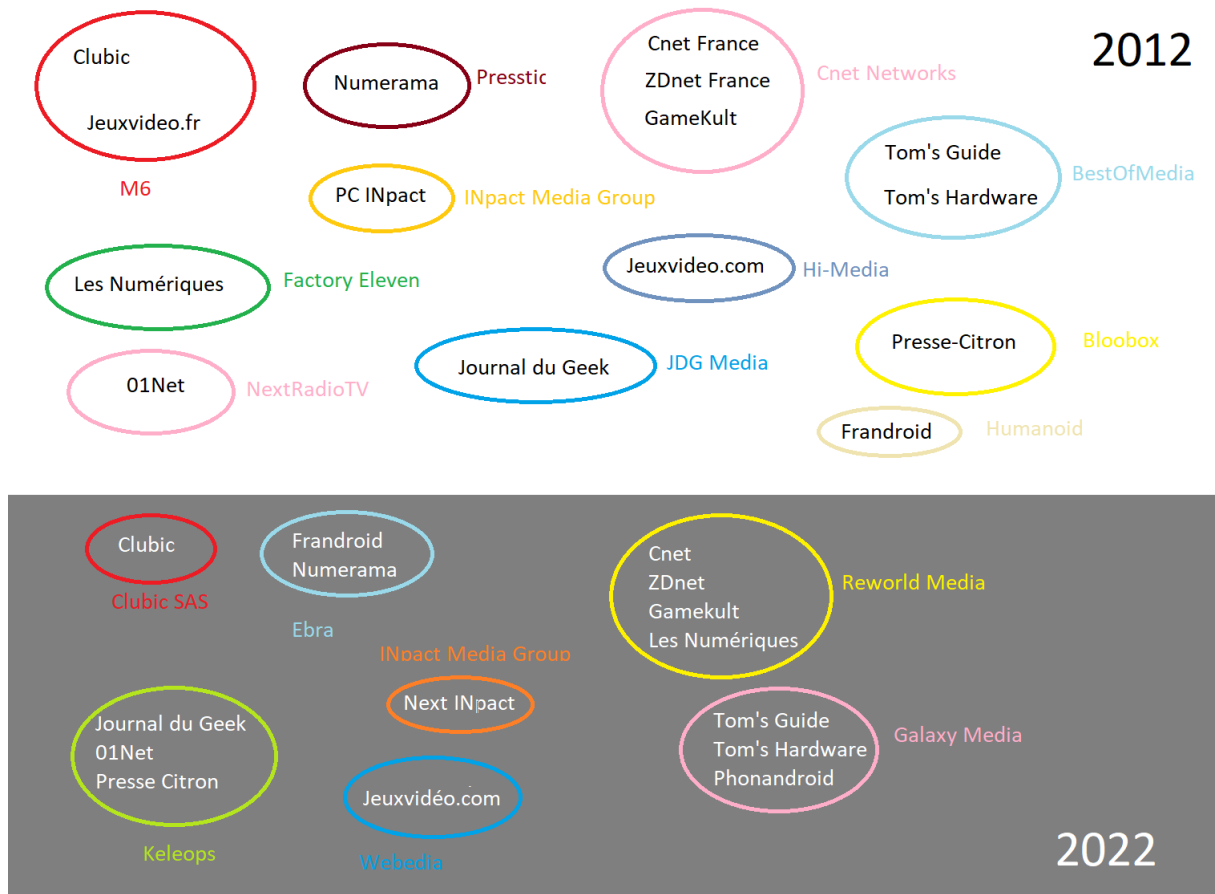 2012
Clubic
Jeuxvideo.fr
M6
Numerama
Presstic
Cnet France
ZDnet France
GameKult
Cnet Networks
PC INpact
INpact Media Group
Tom's Guide
Tom's Hardware
BestOfMedia
Les Numériques
Factory Eleven
Jeuxvideo.com
Hi-Media
01Net
NextRadioTV
Journal du Geek
JDG Media
Presse-Citron
Bloobox
Frandroid
Humanoid
Clubic
Clubic SAS
Frandroid
Numerama
Ebra
Cnet
ZDnet
Gamekult
Les Numériques
Reworld Media
INpact Media Group
Next INpact
Journal du Geek
01Net
Presse Citron
Keleops
Jeuxvidéo.com
Webedia
Tom's Guide
Tom's Hardware
Phonandroid
Galaxy Media
2022